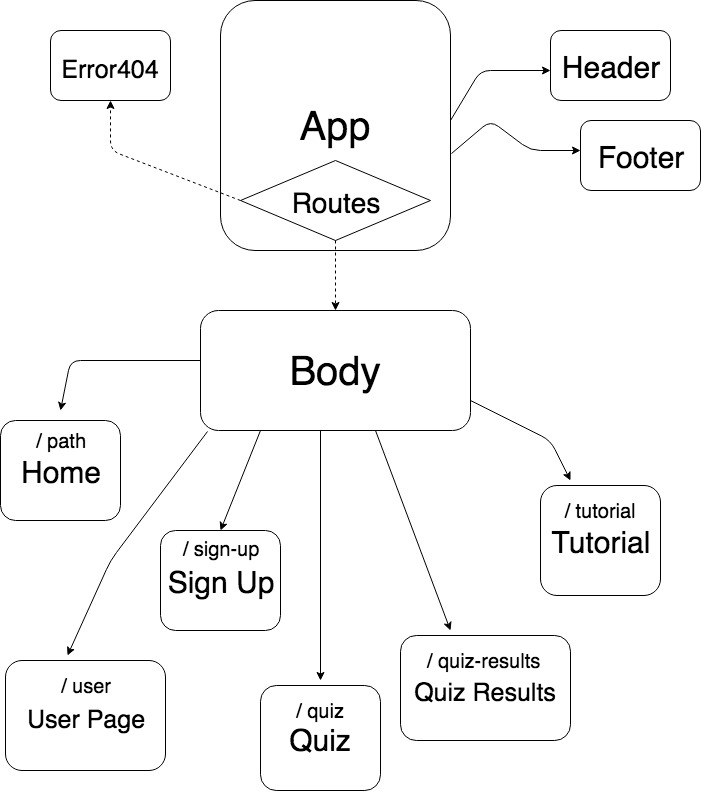 Error404
Header
App
Footer
Routes
Body
/ path
Home
/ tutorial
Tutorial
/ sign-up
Sign Up
/ quiz-results
Quiz Results
/ user
User Page
/ quiz
Quiz